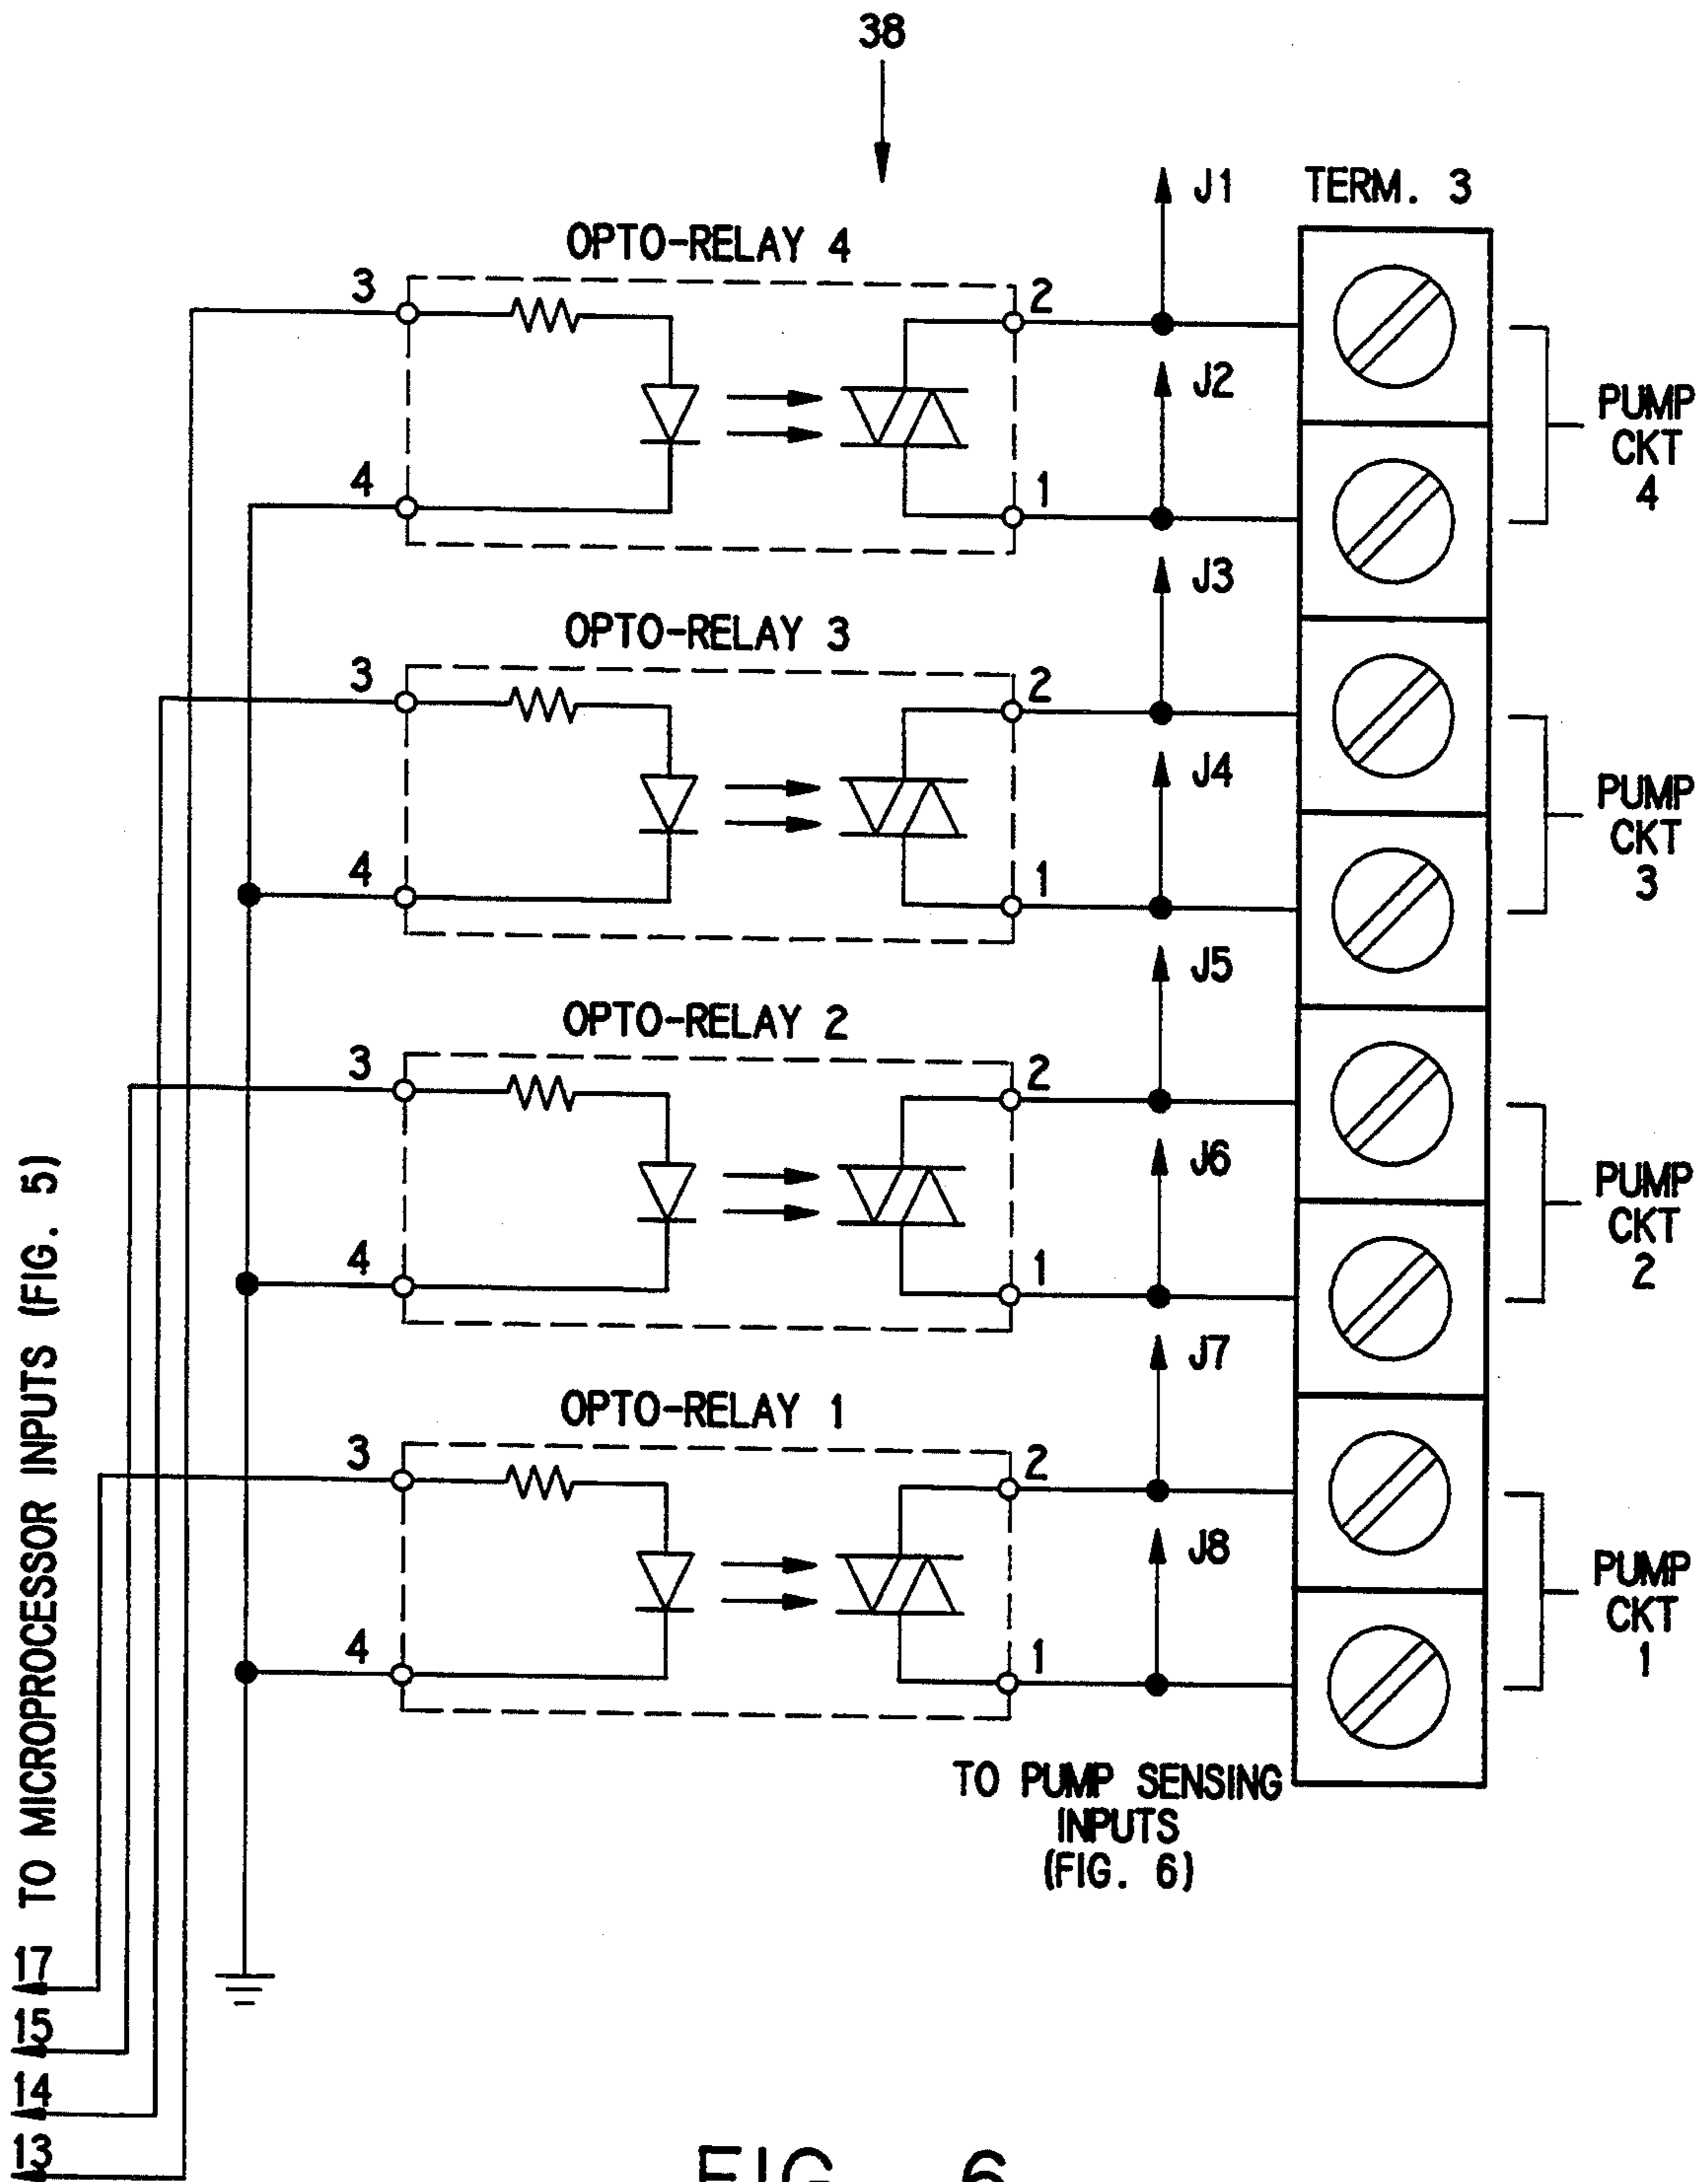 38
J1
TERM. 3
OPTO-RELAY 4
3
2
J2
PUMP
CKT
4
4
1
J3
OPTO-RELAY 3
3
2
J4
PUMP
CKT
3
4
1
J5
OPTO-RELAY 2
3
2
J6
PUMP
CKT
2
4
1
J7
OPTO-RELAY 1
3
2
J8
PUMP
CKT
1
4
1
TO PUMP SENSING
INPUTS
(FIG. 6)
TO MICROPROCESSOR INPUTS (FIG. 5)
17
15
14
13
FIG. 6